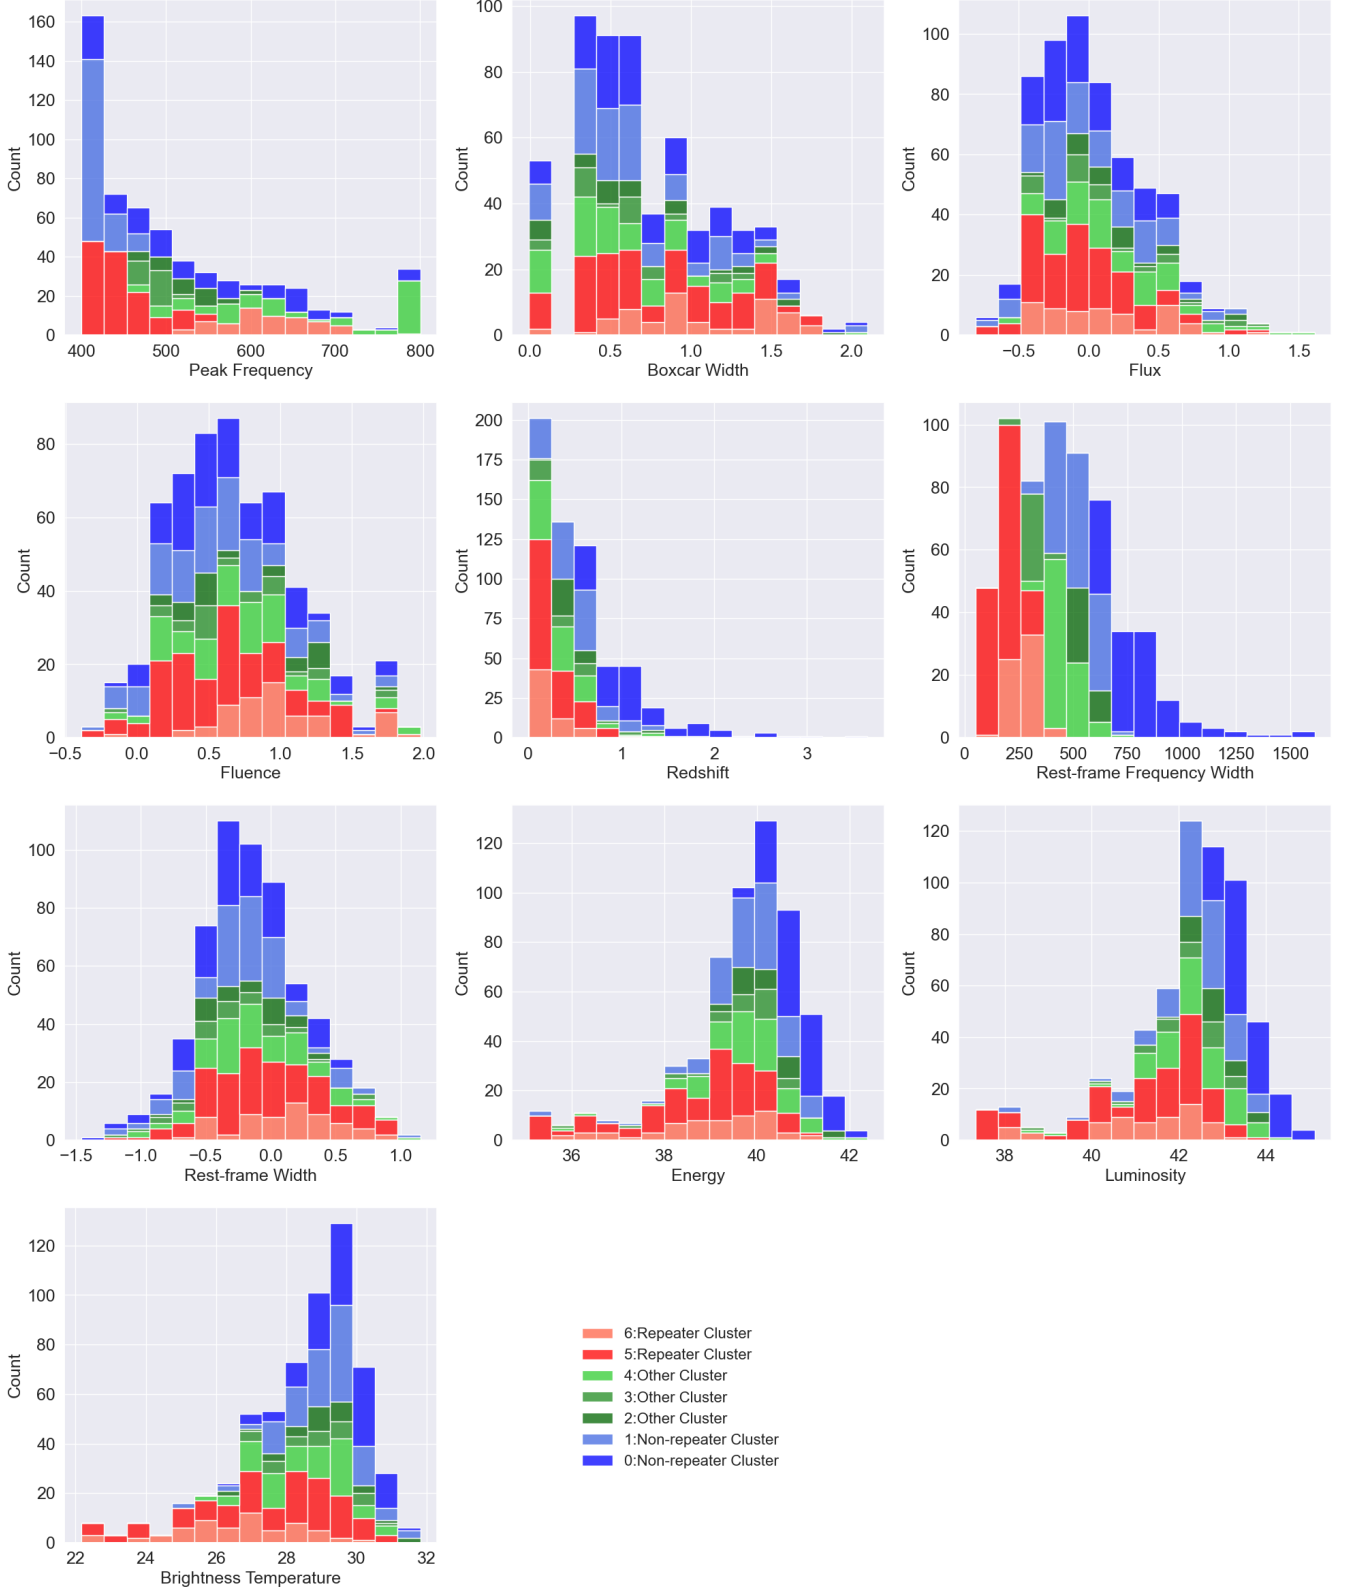 160
140
120
100
80
60
40
20
0
Count
400 500 600 700 800
Peak Frequency
100
80
60
40
20
0
Count
0.0 0.5 1.0 1.5 2.0
Boxcar Width
100
80
60
40
20
0
Count
−0.5 0.0 0.5 1.0 1.5
Flux
80
60
40
20
0
Count
−0.5 0.0 0.5 1.0 1.5 2.0
Fluence
200
175
150
125
100
75
50
25
0
Count
0 1 2 3
Redshift
100
80
60
40
20
0
Count
0 250 500 750 1000 1250 1500
Rest-frame Frequency Width
100
80
60
40
20
0
Count
−1.5 −1.0 −0.5 0.0 0.5 1.0
Rest-frame Width
120
100
80
60
40
20
0
Count
36 38 40 42
Energy
120
100
80
60
40
20
0
Count
38 40 42 44
Luminosity
120
100
80
60
40
20
0
Count
22 24 26 28 30 32
Brightness Temperature
6:Repeater Cluster
5:Repeater Cluster
4:Other Cluster
3:Other Cluster
2:Other Cluster
1:Non-repeater Cluster
0:Non-repeater Cluster